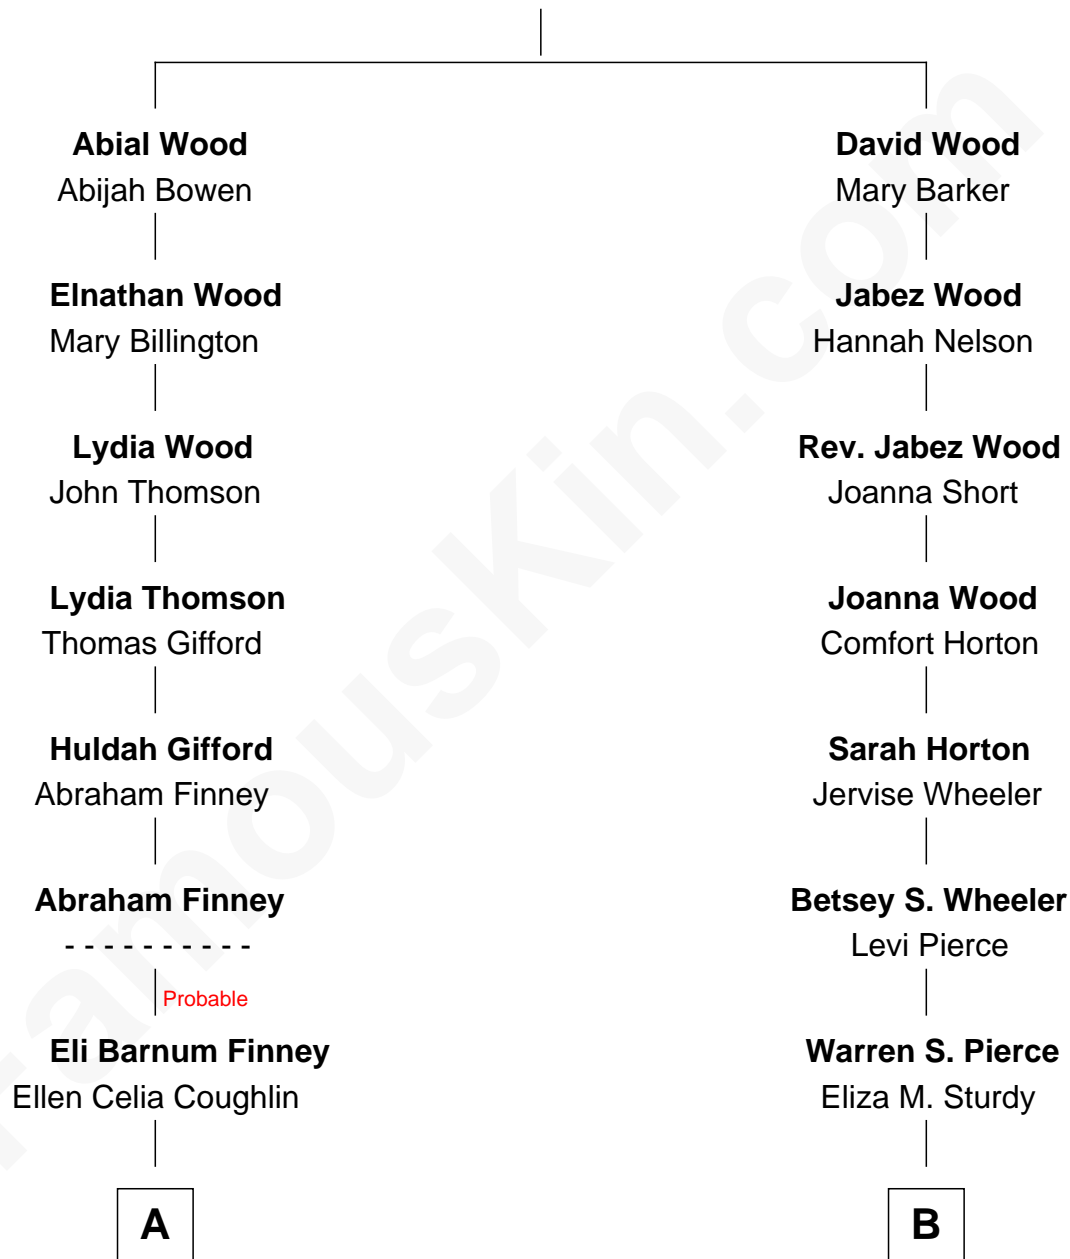 Abial Wood
Abijah Bowen
Elnathan Wood
Mary Billington
Lydia Wood
John Thomson
Lydia Thomson
Thomas Gifford
Huldah Gifford
Abraham Finney
Abraham Finney
- - - - - - - - - -
Probable
Eli Barnum Finney
Ellen Celia Coughlin
A
David Wood
Mary Barker
Jabez Wood
Hannah Nelson
Rev. Jabez Wood
Joanna Short
Joanna Wood
Comfort Horton
Sarah Horton
Jervise Wheeler
Betsey S. Wheeler
Levi Pierce
Warren S. Pierce
Eliza M. Sturdy
B
FamousKin.com